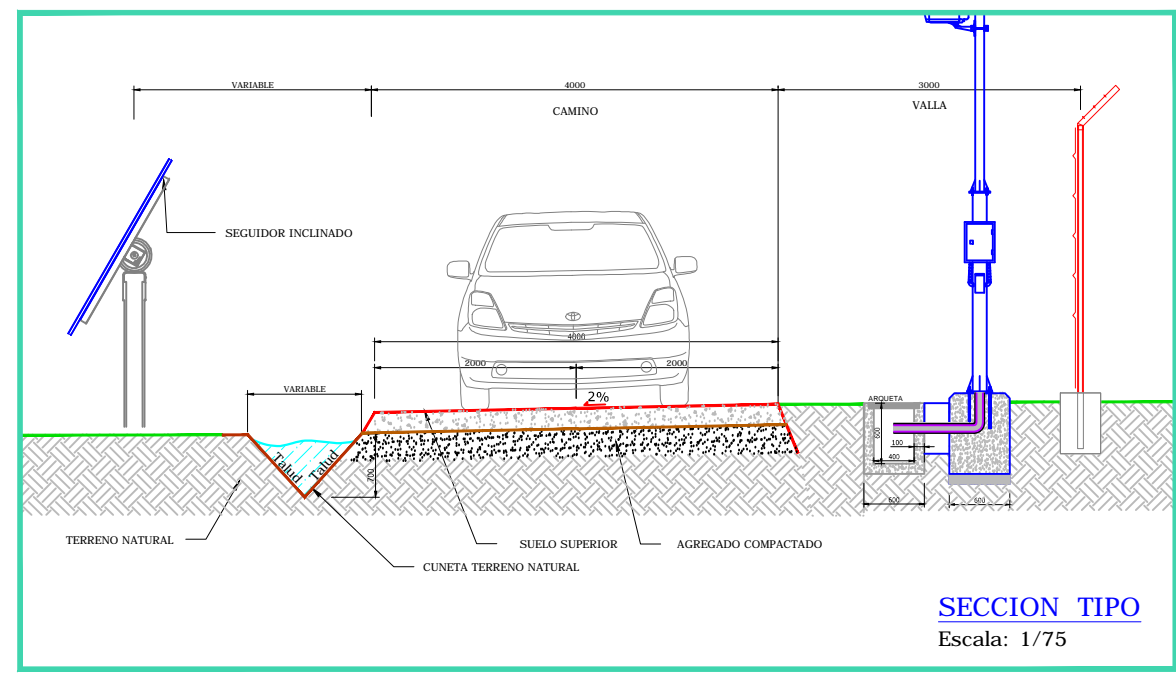 VARIABLE
4000
3000
CAMINO
VALLA
SEGUIDOR INCLINADO
4000
2000
2000
VARIABLE
2%
ARQUETA
Talud
Talud
700
600
100
400
600
600
TERRENO NATURAL
SUELO SUPERIOR
AGREGADO COMPACTADO
CUNETA TERRENO NATURAL
SECCION TIPO
Escala: 1/75